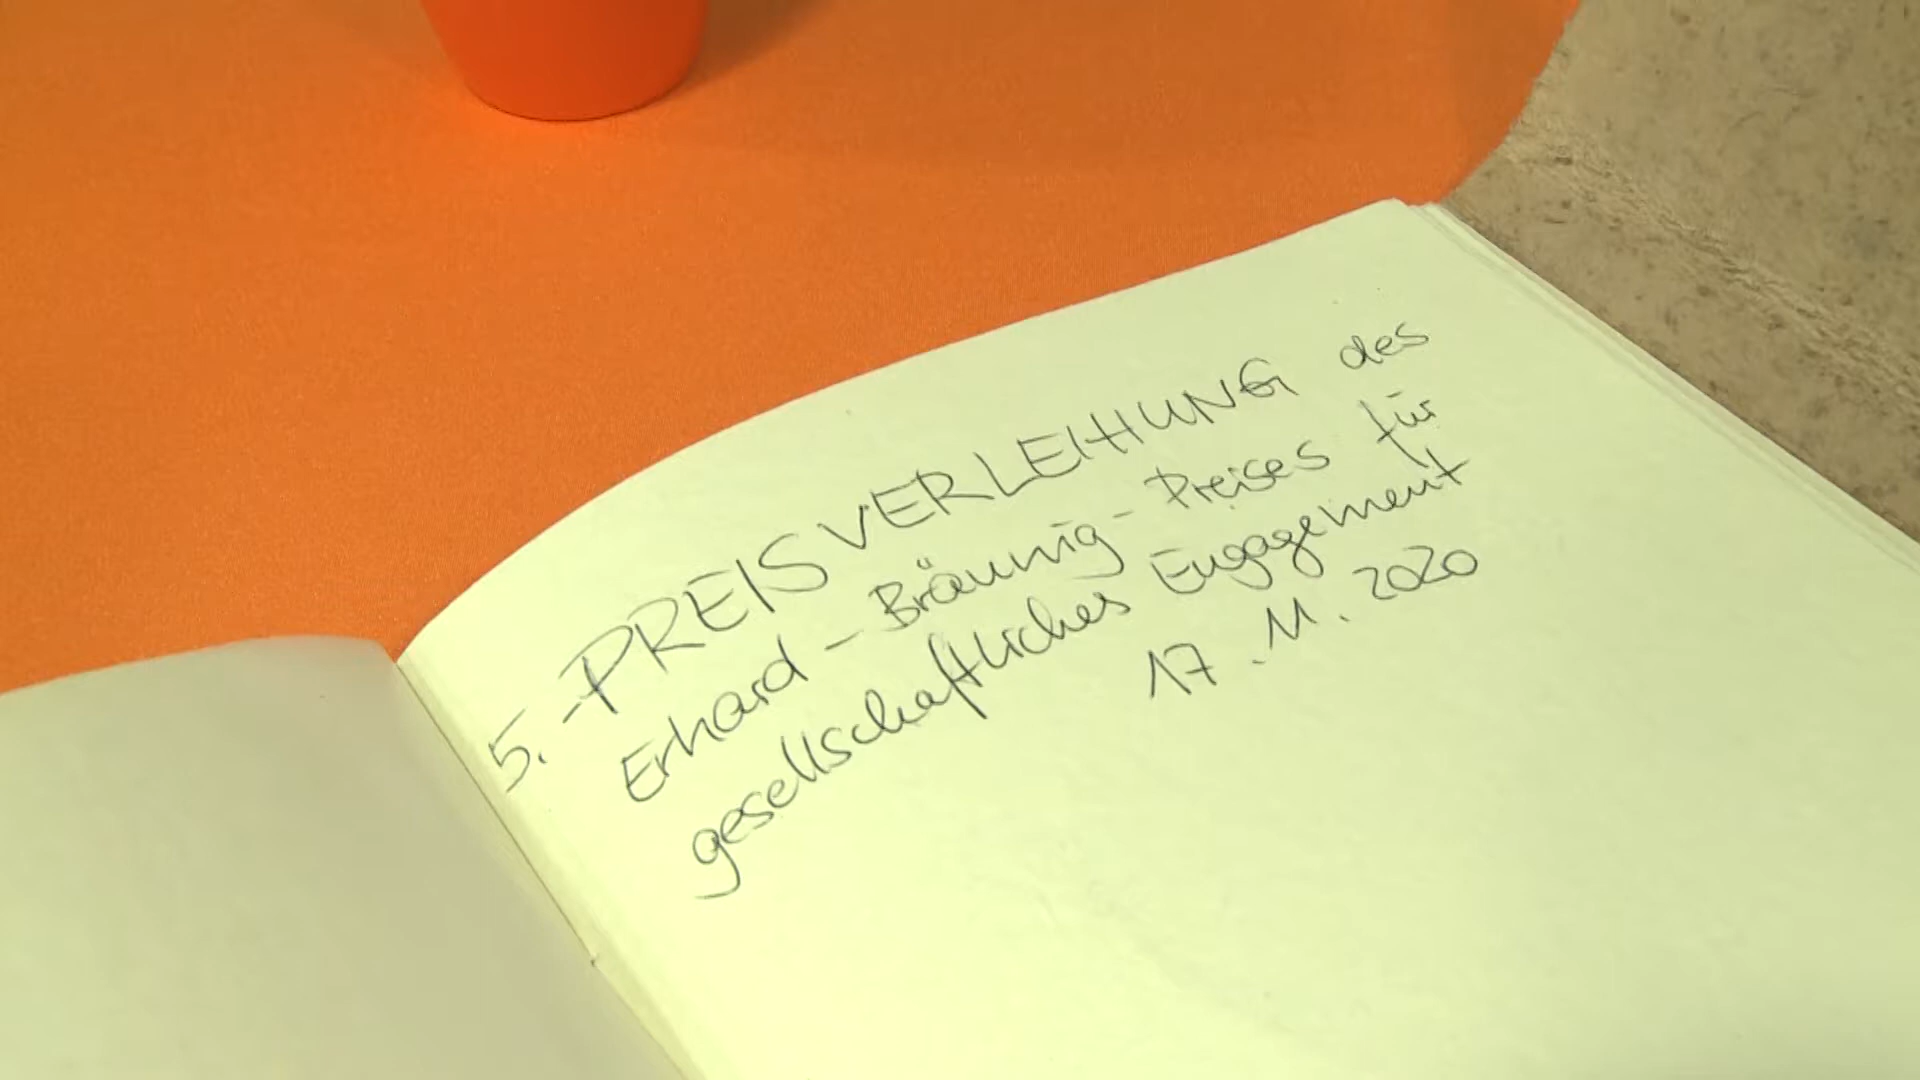 5. PREISVERLEIHUNG des
Erhard-Bräunig-Preises für
gesellschaftliches Engagement
17.11.2020